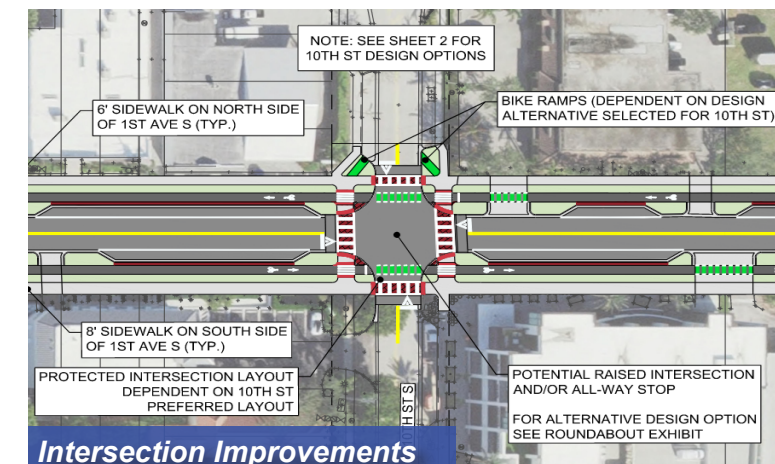 NOTE: SEE SHEET 2 FOR
10TH ST DESIGN OPTIONS
6' SIDEWALK ON NORTH SIDE
OF 1ST AVE S (TYP.)
BIKE RAMPS (DEPENDENT ON DESIGN
ALTERNATIVE SELECTED FOR 10TH ST)
8' SIDEWALK ON SOUTH SIDE
OF 1ST AVE S (TYP.)
PROTECTED INTERSECTION LAYOUT
DEPENDENT ON 10TH ST
PREFERRED LAYOUT
POTENTIAL RAISED INTERSECTION
AND/OR ALL-WAY STOP
FOR ALTERNATIVE DESIGN OPTION
SEE ROUNDABOUT EXHIBIT
10TH ST S
Intersection Improvements